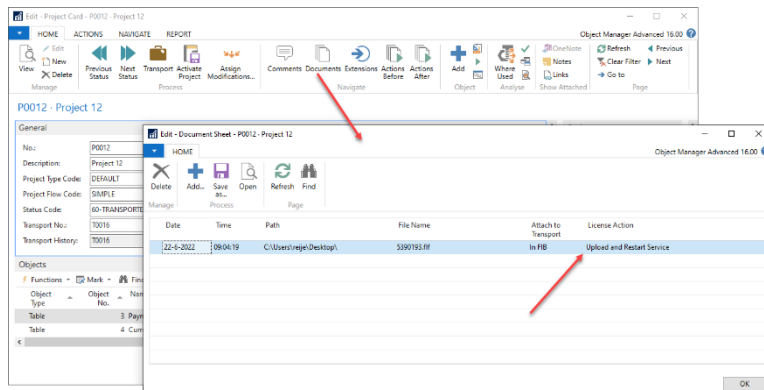 Edit - Project Card - P0012 · Project 12
HOME ACTIONS NAVIGATE REPORT
Object Manager Advanced 16.00
View
Edit
New
Delete
Manage
Previous Status
Next Status
Transport
Activate Project
Assign Modifications...
Process
Comments
Documents
Extensions
Actions Before
Actions After
Navigate
Add
Object
Where Used
Analyse
OneNote
Notes
Links
Show Attached
Refresh
Clear Filter
Go to
Previous
Next
Page
P0012 · Project 12
General
No.: P0012
Description: Project 12
Project Type Code: DEFAULT
Project Flow Code: SIMPLE
Status Code: 60-TRANSPORTE
Transport No.: T0016
Transport History: T0016
Objects
Functions Mark Find
Object Type Object No. Nam
Table 3 Paym
Table 4 Curr
Edit - Document Sheet - P0012 · Project 12
HOME
Object Manager Advanced 16.00
Delete
Manage
Add...
Save as...
Open
Process
Refresh
Find
Page
Date Time Path File Name Attach to Transport License Action
22-6-2022 09:04:19 C:\Users\reije\Desktop\ 5390193.flf In FIB Upload and Restart Service
OK